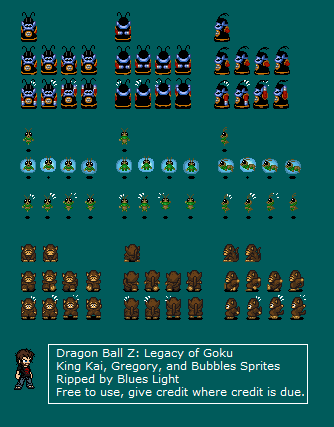 Dragon Ball Z: Legacy of Goku
King Kai, Gregory, and Bubbles Sprites
Ripped by Blues Light
Free to use, give credit where credit is due.